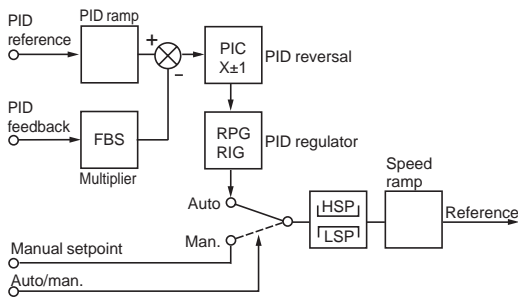 PID
reference
PID ramp
+
−
PIC
X±1
PID reversal
PID
feedback
FBS
Multiplier
RPG
RIG
PID regulator
Auto
Man.
HSP
LSP
Speed
ramp
Reference
Manual setpoint
Auto/man.